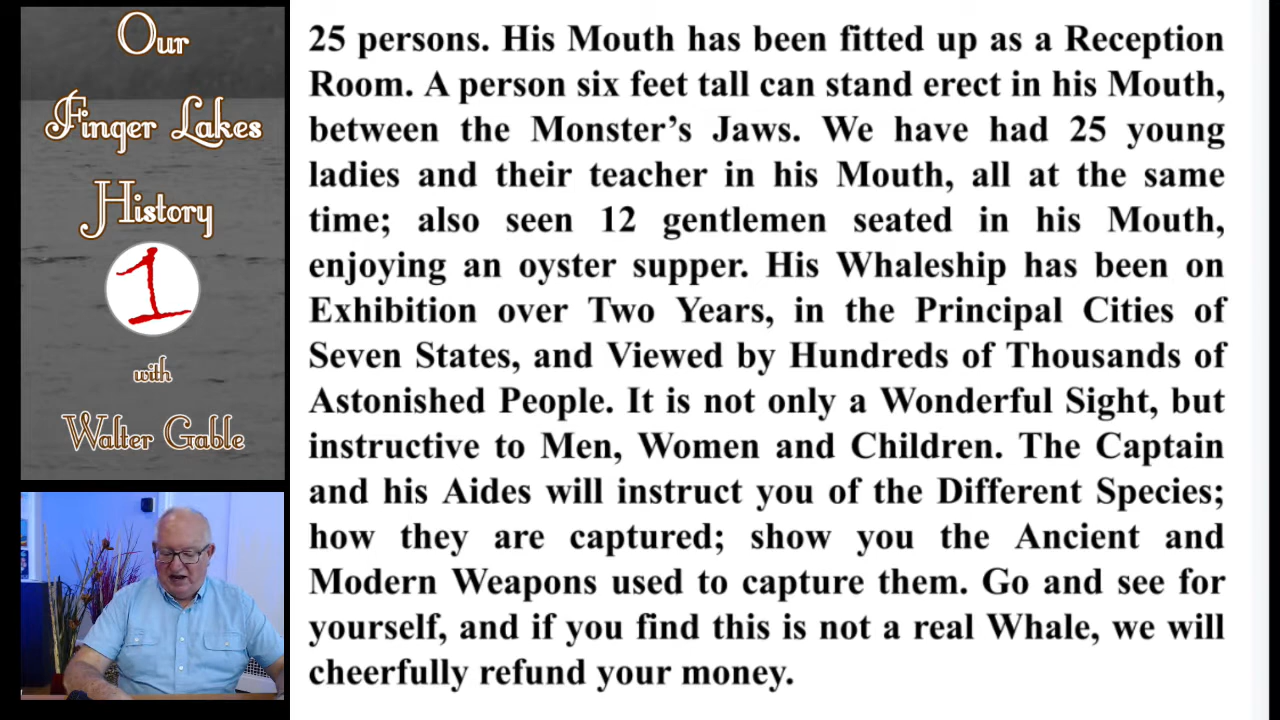 Our
Finger Lakes
History
1
with
Walter Gable
25 persons. His Mouth has been fitted up as a Reception
Room. A person six feet tall can stand erect in his Mouth,
between the Monster’s Jaws. We have had 25 young
ladies and their teacher in his Mouth, all at the same
time; also seen 12 gentlemen seated in his Mouth,
enjoying an oyster supper. His Whaleship has been on
Exhibition over Two Years, in the Principal Cities of
Seven States, and Viewed by Hundreds of Thousands of
Astonished People. It is not only a Wonderful Sight, but
instructive to Men, Women and Children. The Captain
and his Aides will instruct you of the Different Species;
how they are captured; show you the Ancient and
Modern Weapons used to capture them. Go and see for
yourself, and if you find this is not a real Whale, we will
cheerfully refund your money.